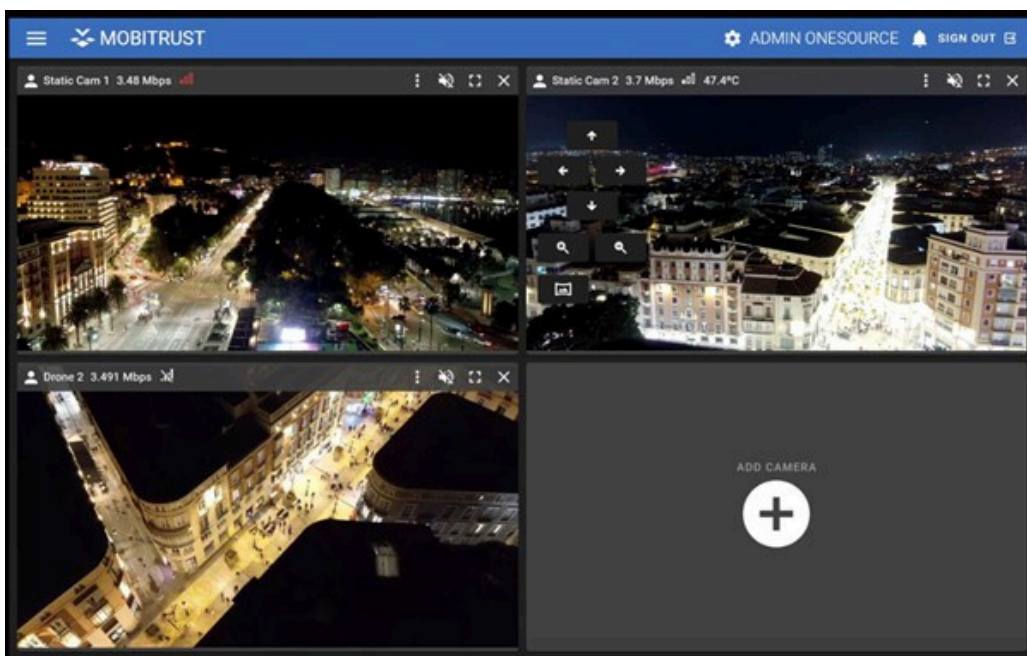 MOBITRUST
ADMIN ONESOURCE
SIGN OUT
Static Cam 1 3.48 Mbps
Static Cam 2 3.7 Mbps 47.4ºC
Drone 2 3.491 Mbps
ADD CAMERA